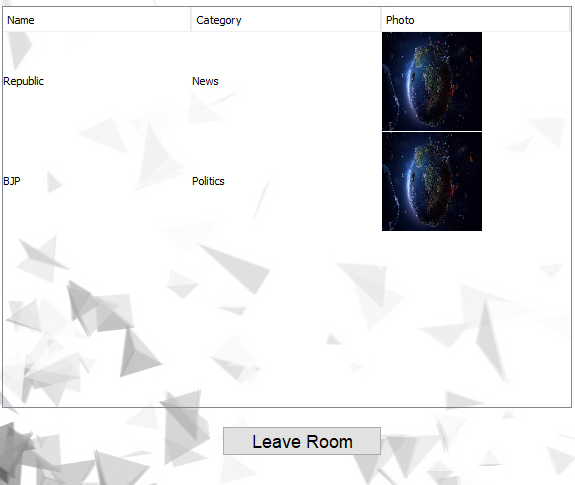 Name Category Photo
Republic News
BJP Politics
Leave Room